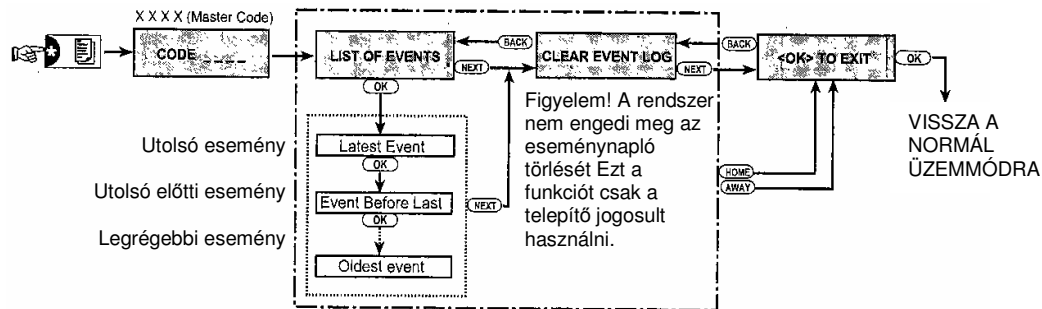 X X X X (Master Code)
CODE _ _ _ _
LIST OF EVENTS
BACK
NEXT
CLEAR EVENT LOG
BACK
NEXT
<OK> TO EXIT
OK
OK
Utolsó esemény
Latest Event
OK
Utolsó előtti esemény
Event Before Last
NEXT
OK
Legrégebbi esemény
Oldest event
Figyelem! A rendszer
nem engedi meg az
eseménynapló
törlését Ezt a
funkciót csak a
telepítő jogosult
használni.
HOME
AWAY
VISSZA A
NORMÁL
ÜZEMMÓDRA